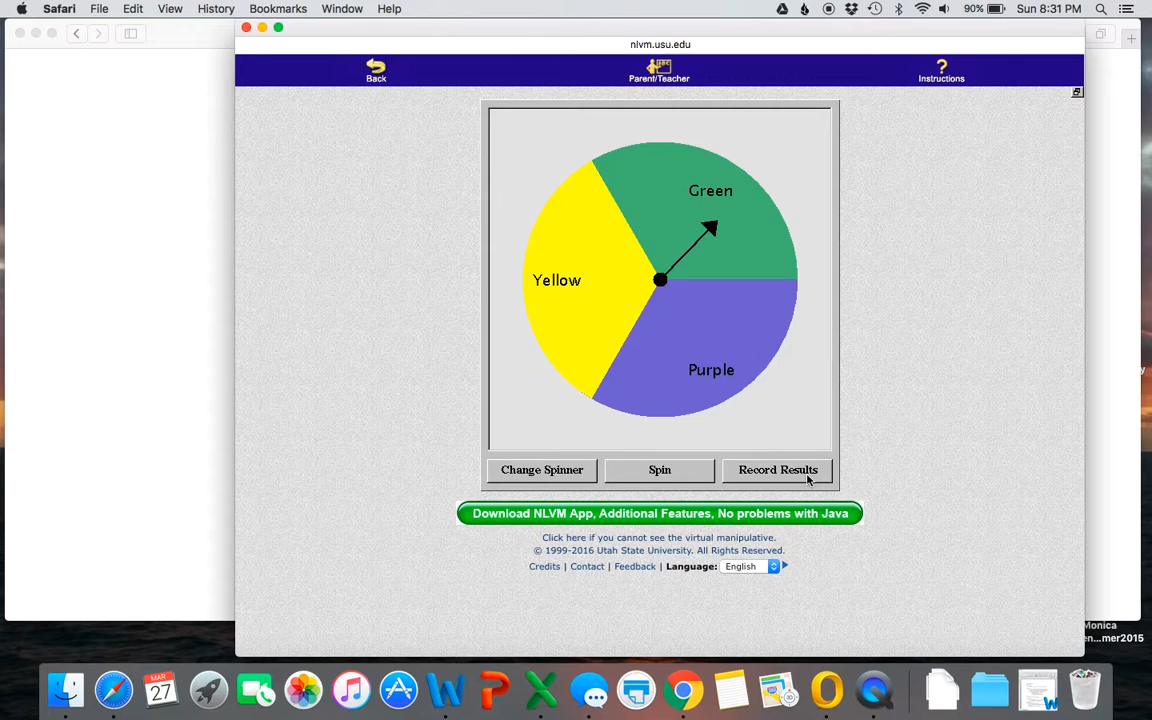 Safari File Edit View History Bookmarks Window Help 90% Sun 8:31 PM
nlvm.usu.edu
Back Parent/Teacher Instructions
Green
Yellow
Purple
Change Spinner Spin Record Results
Download NLVM App, Additional Features, No problems with Java
Click here if you cannot see the virtual manipulative.
© 1999-2016 Utah State University. All Rights Reserved.
Credits | Contact | Feedback | Language: English
Monica
en...mer2015
MAR
27